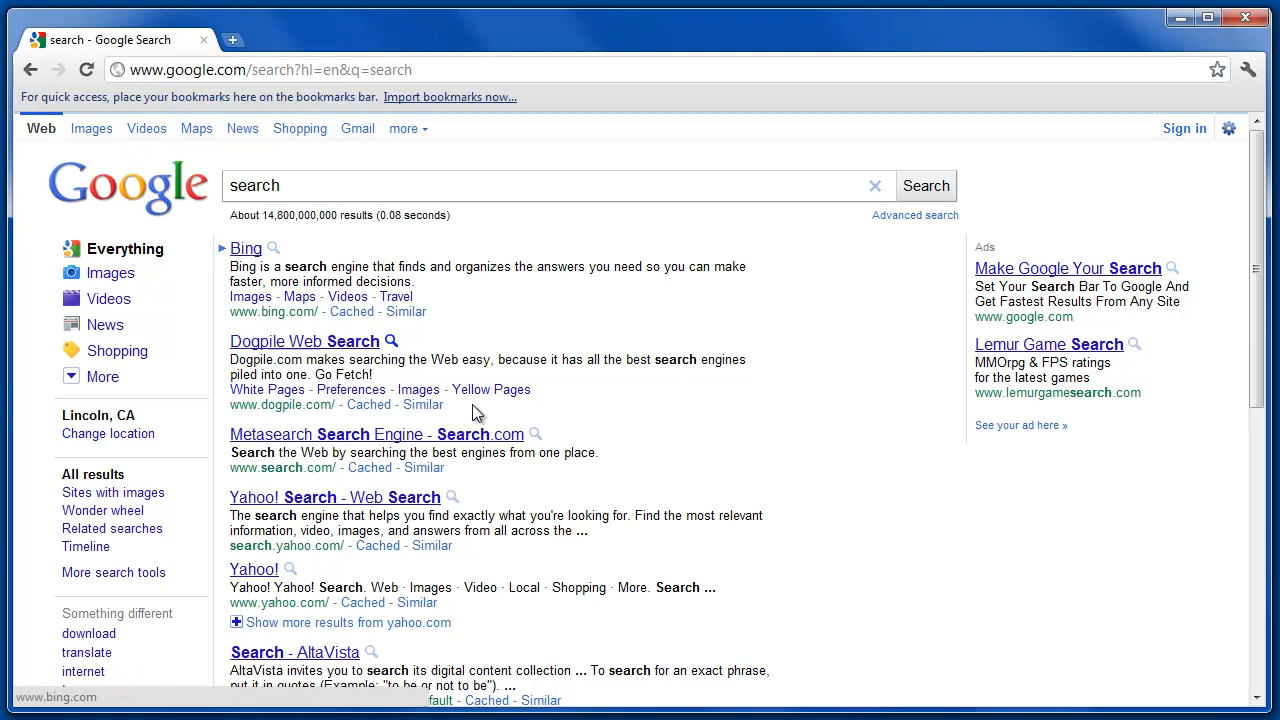 search - Google Search
www.google.com/search?hl=en&q=search
For quick access, place your bookmarks here on the bookmarks bar. Import bookmarks now...
Web Images Videos Maps News Shopping Gmail more Sign in
Google
search
Search
About 14,800,000,000 results (0.08 seconds)
Advanced search
Everything
Images
Videos
News
Shopping
More
Lincoln, CA
Change location
All results
Sites with images
Wonder wheel
Related searches
Timeline
More search tools
Something different
download
translate
internet
Bing
Bing is a search engine that finds and organizes the answers you need so you can make
faster, more informed decisions.
Images - Maps - Videos - Travel
www.bing.com/ - Cached - Similar
Dogpile Web Search
Dogpile.com makes searching the Web easy, because it has all the best search engines
piled into one. Go Fetch!
White Pages - Preferences - Images - Yellow Pages
www.dogpile.com/ - Cached - Similar
Metasearch Search Engine - Search.com
Search the Web by searching the best engines from one place.
www.search.com/ - Cached - Similar
Yahoo! Search - Web Search
The search engine that helps you find exactly what you're looking for. Find the most relevant
information, video, images, and answers from all across the ...
search.yahoo.com/ - Cached - Similar
Yahoo!
Yahoo! Yahoo! Search. Web · Images · Video · Local · Shopping · More. Search ...
www.yahoo.com/ - Cached - Similar
Show more results from yahoo.com
Search - AltaVista
AltaVista invites you to search its digital content collection ... To search for an exact phrase,
put it in quotes (Example: "to be or not to be"). ...
fault - Cached - Similar
Ads
Make Google Your Search
Set Your Search Bar To Google And
Get Fastest Results From Any Site
www.google.com
Lemur Game Search
MMOrpg & FPS ratings
for the latest games
www.lemurgamesearch.com
See your ad here »
www.bing.com